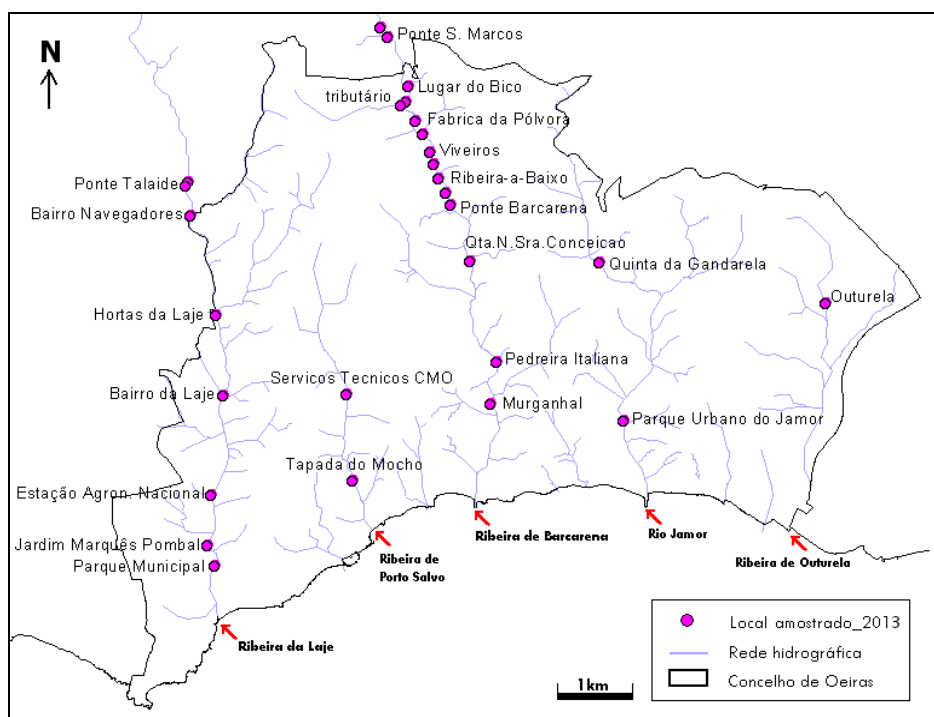 N
Ponte S. Marcos
Lugar do Bico
tributário
Fabrica da Pólvora
Viveiros
Ponte Talaide
Ribeira-a-Baixo
Bairro Navegadores
Ponte Barcarena
Qta.N.Sra.Conceicao
Quinta da Gandarela
Outurela
Hortas da Laje
Pedreira Italiana
Servicos Tecnicos CMO
Bairro da Laje
Murganhal
Parque Urbano do Jamor
Tapada do Mocho
Estação Agron. Nacional
Ribeira de Barcarena
Rio Jamor
Jardim Marquês Pombal
Ribeira de
Porto Salvo
Ribeira de Outurela
Parque Municipal
Ribeira da Laje
Local amostrado_2013
Rede hidrográfica
Concelho de Oeiras
1km